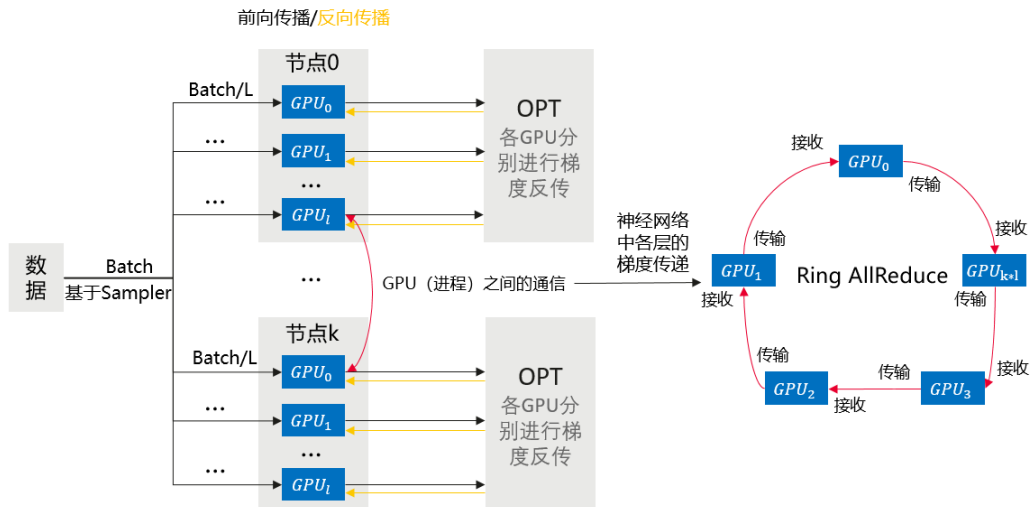 前向传播/反向传播
节点0
Batch/L
GPU₀
...
GPU₁
...
...
GPUₗ
OPT
各GPU分
别进行梯
度反传
数
据
Batch
基于Sampler
...
GPU（进程）之间的通信
节点k
Batch/L
GPU₀
...
GPU₁
...
...
GPUₗ
OPT
各GPU分
别进行梯
度反传
神经网络
中各层的
梯度传递
Ring AllReduce
接收
GPU₀
传输
接收
GPUk*l
传输
接收
GPU₃
传输
接收
GPU₂
传输
接收
GPU₁
传输